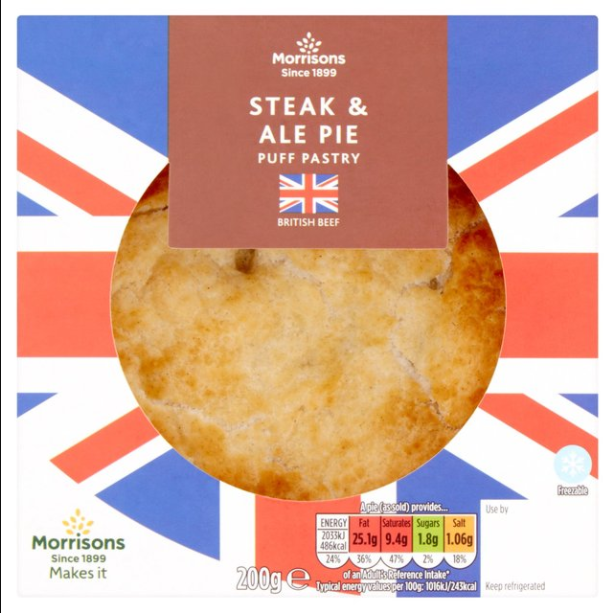 Morrisons
Since 1899
STEAK &
ALE PIE
PUFF PASTRY
BRITISH BEEF
Freezable
Morrisons
Since 1899
Makes it
200g e
A pie (as sold) provides...
ENERGY 2033kJ 486kcal 24%
Fat 25.1g 36%
Saturates 9.4g 47%
Sugars 1.8g 2%
Salt 1.06g 18%
of an Adult's Reference Intake*
Typical energy values per 100g: 1016kJ/243kcal
Use by
Keep refrigerated